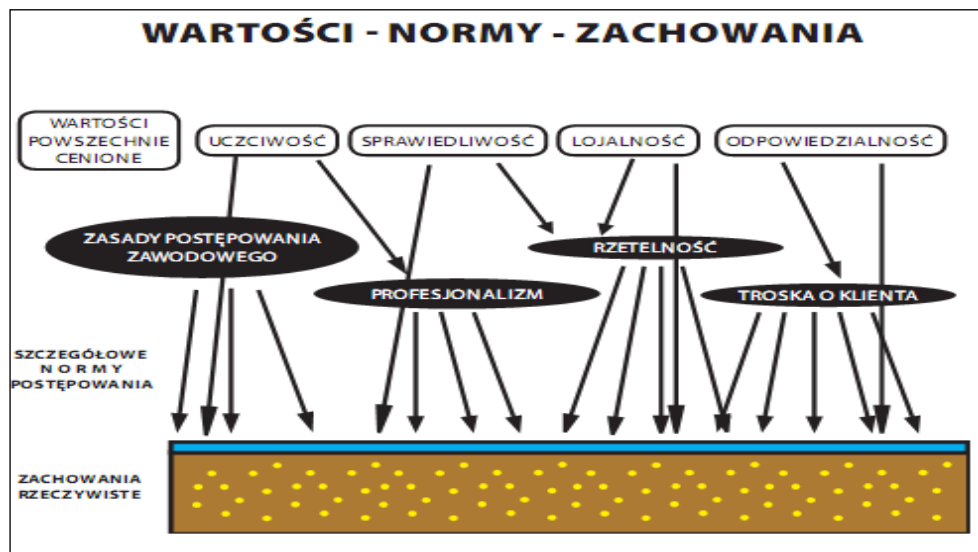 WARTOŚCI - NORMY - ZACHOWANIA
WARTOŚCI
POWSZECHNIE
CENIONE
UCZCIWOŚĆ
SPRAWIEDLIWOŚĆ
LOJALNOŚĆ
ODPOWIEDZIALNOŚĆ
ZASADY POSTĘPOWANIA
ZAWODOWEGO
RZETELNOŚĆ
PROFESJONALIZM
TROSKA O KLIENTA
SZCZEGÓŁOWE
NORMY
POSTĘPOWANIA
ZACHOWANIA
RZECZYWISTE